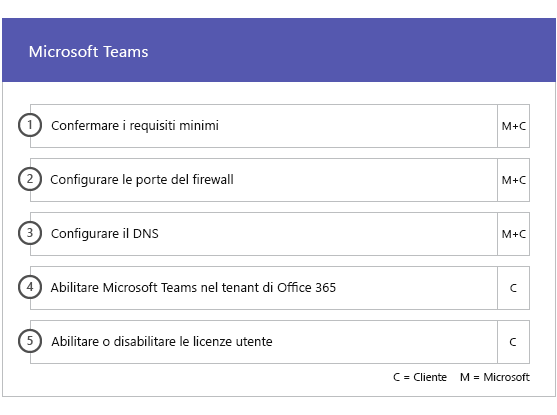 Microsoft Teams
1 Confermare i requisiti minimi M+C
2 Configurare le porte del firewall M+C
3 Configurare il DNS M+C
4 Abilitare Microsoft Teams nel tenant di Office 365 C
5 Abilitare o disabilitare le licenze utente C
C = Cliente M = Microsoft